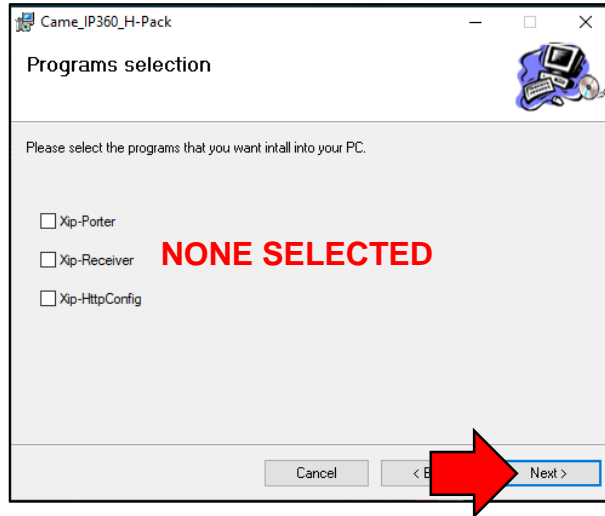 Came_IP360_H-Pack
Programs selection
Please select the programs that you want intall into your PC.
Xip-Porter
Xip-Receiver
NONE SELECTED
Xip-HttpConfig
Cancel
< B
Next >